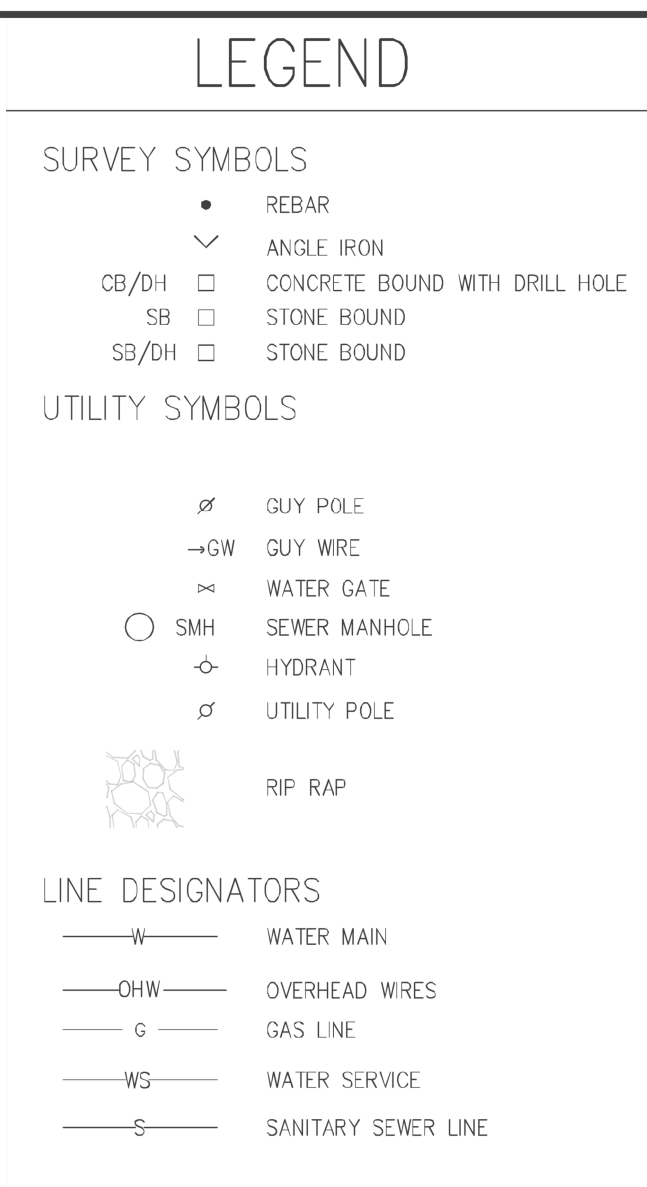 LEGEND
SURVEY SYMBOLS
REBAR
ANGLE IRON
CB/DH CONCRETE BOUND WITH DRILL HOLE
SB STONE BOUND
SB/DH STONE BOUND
UTILITY SYMBOLS
GUY POLE
→GW GUY WIRE
WATER GATE
SMH SEWER MANHOLE
HYDRANT
UTILITY POLE
RIP RAP
LINE DESIGNATORS
W WATER MAIN
OHW OVERHEAD WIRES
G GAS LINE
WS WATER SERVICE
S SANITARY SEWER LINE